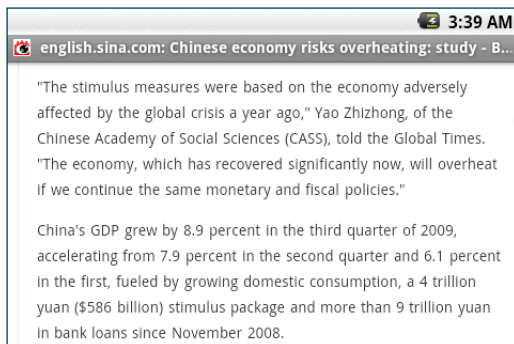 3:39 AM
english.sina.com: Chinese economy risks overheating: study - B...
"The stimulus measures were based on the economy adversely
affected by the global crisis a year ago," Yao Zhizhong, of the
Chinese Academy of Social Sciences (CASS), told the Global Times.
"The economy, which has recovered significantly now, will overheat
if we continue the same monetary and fiscal policies."
China's GDP grew by 8.9 percent in the third quarter of 2009,
accelerating from 7.9 percent in the second quarter and 6.1 percent
in the first, fueled by growing domestic consumption, a 4 trillion
yuan ($586 billion) stimulus package and more than 9 trillion yuan
in bank loans since November 2008.